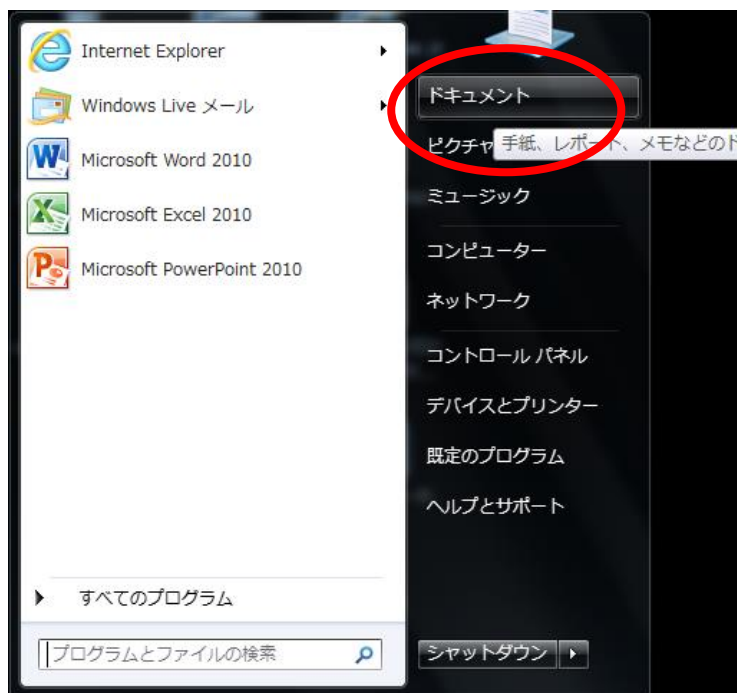 Internet Explorer
Windows Live メール
Microsoft Word 2010
Microsoft Excel 2010
Microsoft PowerPoint 2010
すべてのプログラム
プログラムとファイルの検索
ドキュメント
ピクチャ
手紙、レポート、メモなどのド
ミュージック
コンピューター
ネットワーク
コントロール パネル
デバイスとプリンター
既定のプログラム
ヘルプとサポート
シャットダウン